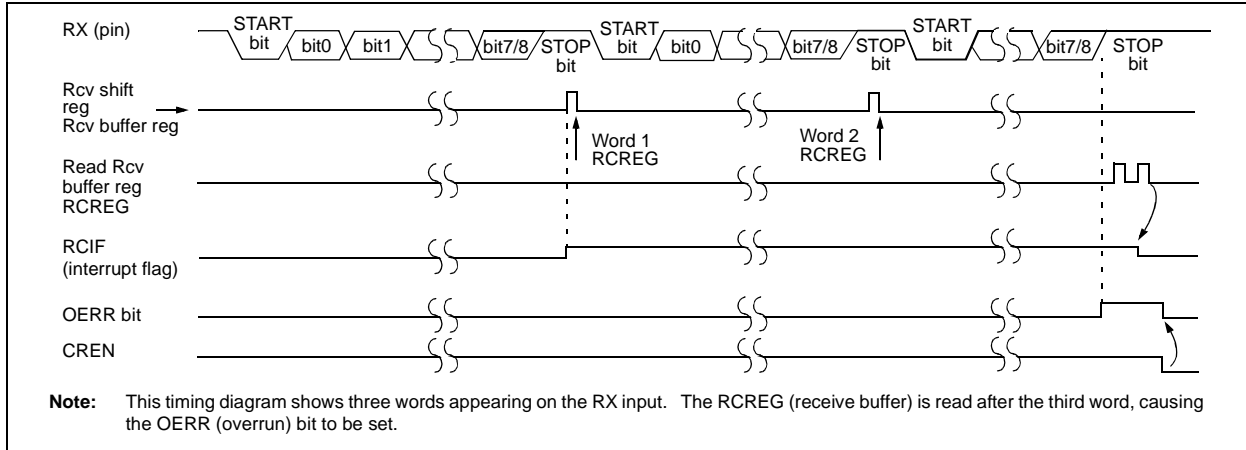 RX (pin)
START
bit
bit0
bit1
bit7/8
STOP
bit
START
bit
bit0
bit7/8
STOP
bit
START
bit
bit7/8
STOP
bit
Rcv shift
reg
Rcv buffer reg
Word 1
RCREG
Word 2
RCREG
Read Rcv
buffer reg
RCREG
RCIF
(interrupt flag)
OERR bit
CREN
Note: This timing diagram shows three words appearing on the RX input. The RCREG (receive buffer) is read after the third word, causing
the OERR (overrun) bit to be set.